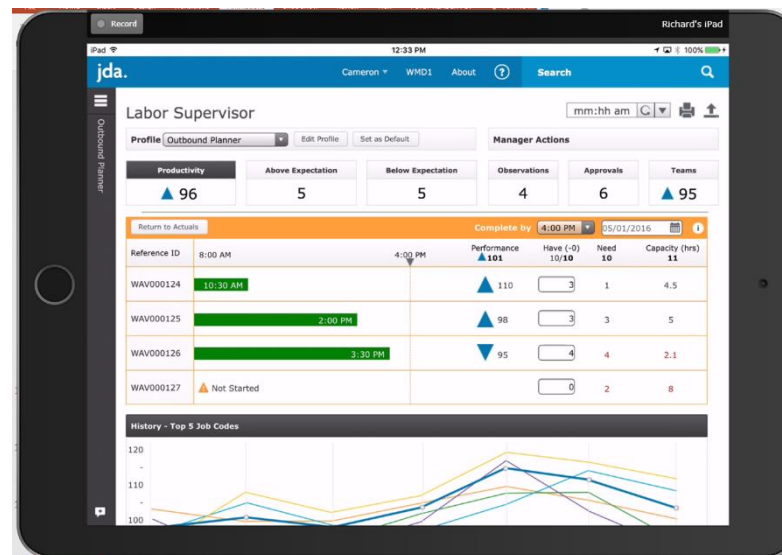 Record
Richard's iPad
iPad
12:33 PM
100%
jda.
Cameron
WMD1
About
?
Search
Outbound Planner
Labor Supervisor
mm:hh am
Profile
Outbound Planner
Edit Profile
Set as Default
Manager Actions
Productivity
Above Expectation
Below Expectation
Observations
Approvals
Teams
96
5
5
4
6
95
Return to Actuals
Complete by
4:00 PM
05/01/2016
i
Reference ID
8:00 AM
4:00 PM
Performance
101
Have (-0)
10/10
Need
10
Capacity (hrs)
11
WAV000124
10:30 AM
110
3
1
4.5
WAV000125
2:00 PM
98
3
3
5
WAV000126
3:30 PM
95
4
4
2.1
WAV000127
Not Started
0
2
8
History - Top 5 Job Codes
120
-
110
-
100